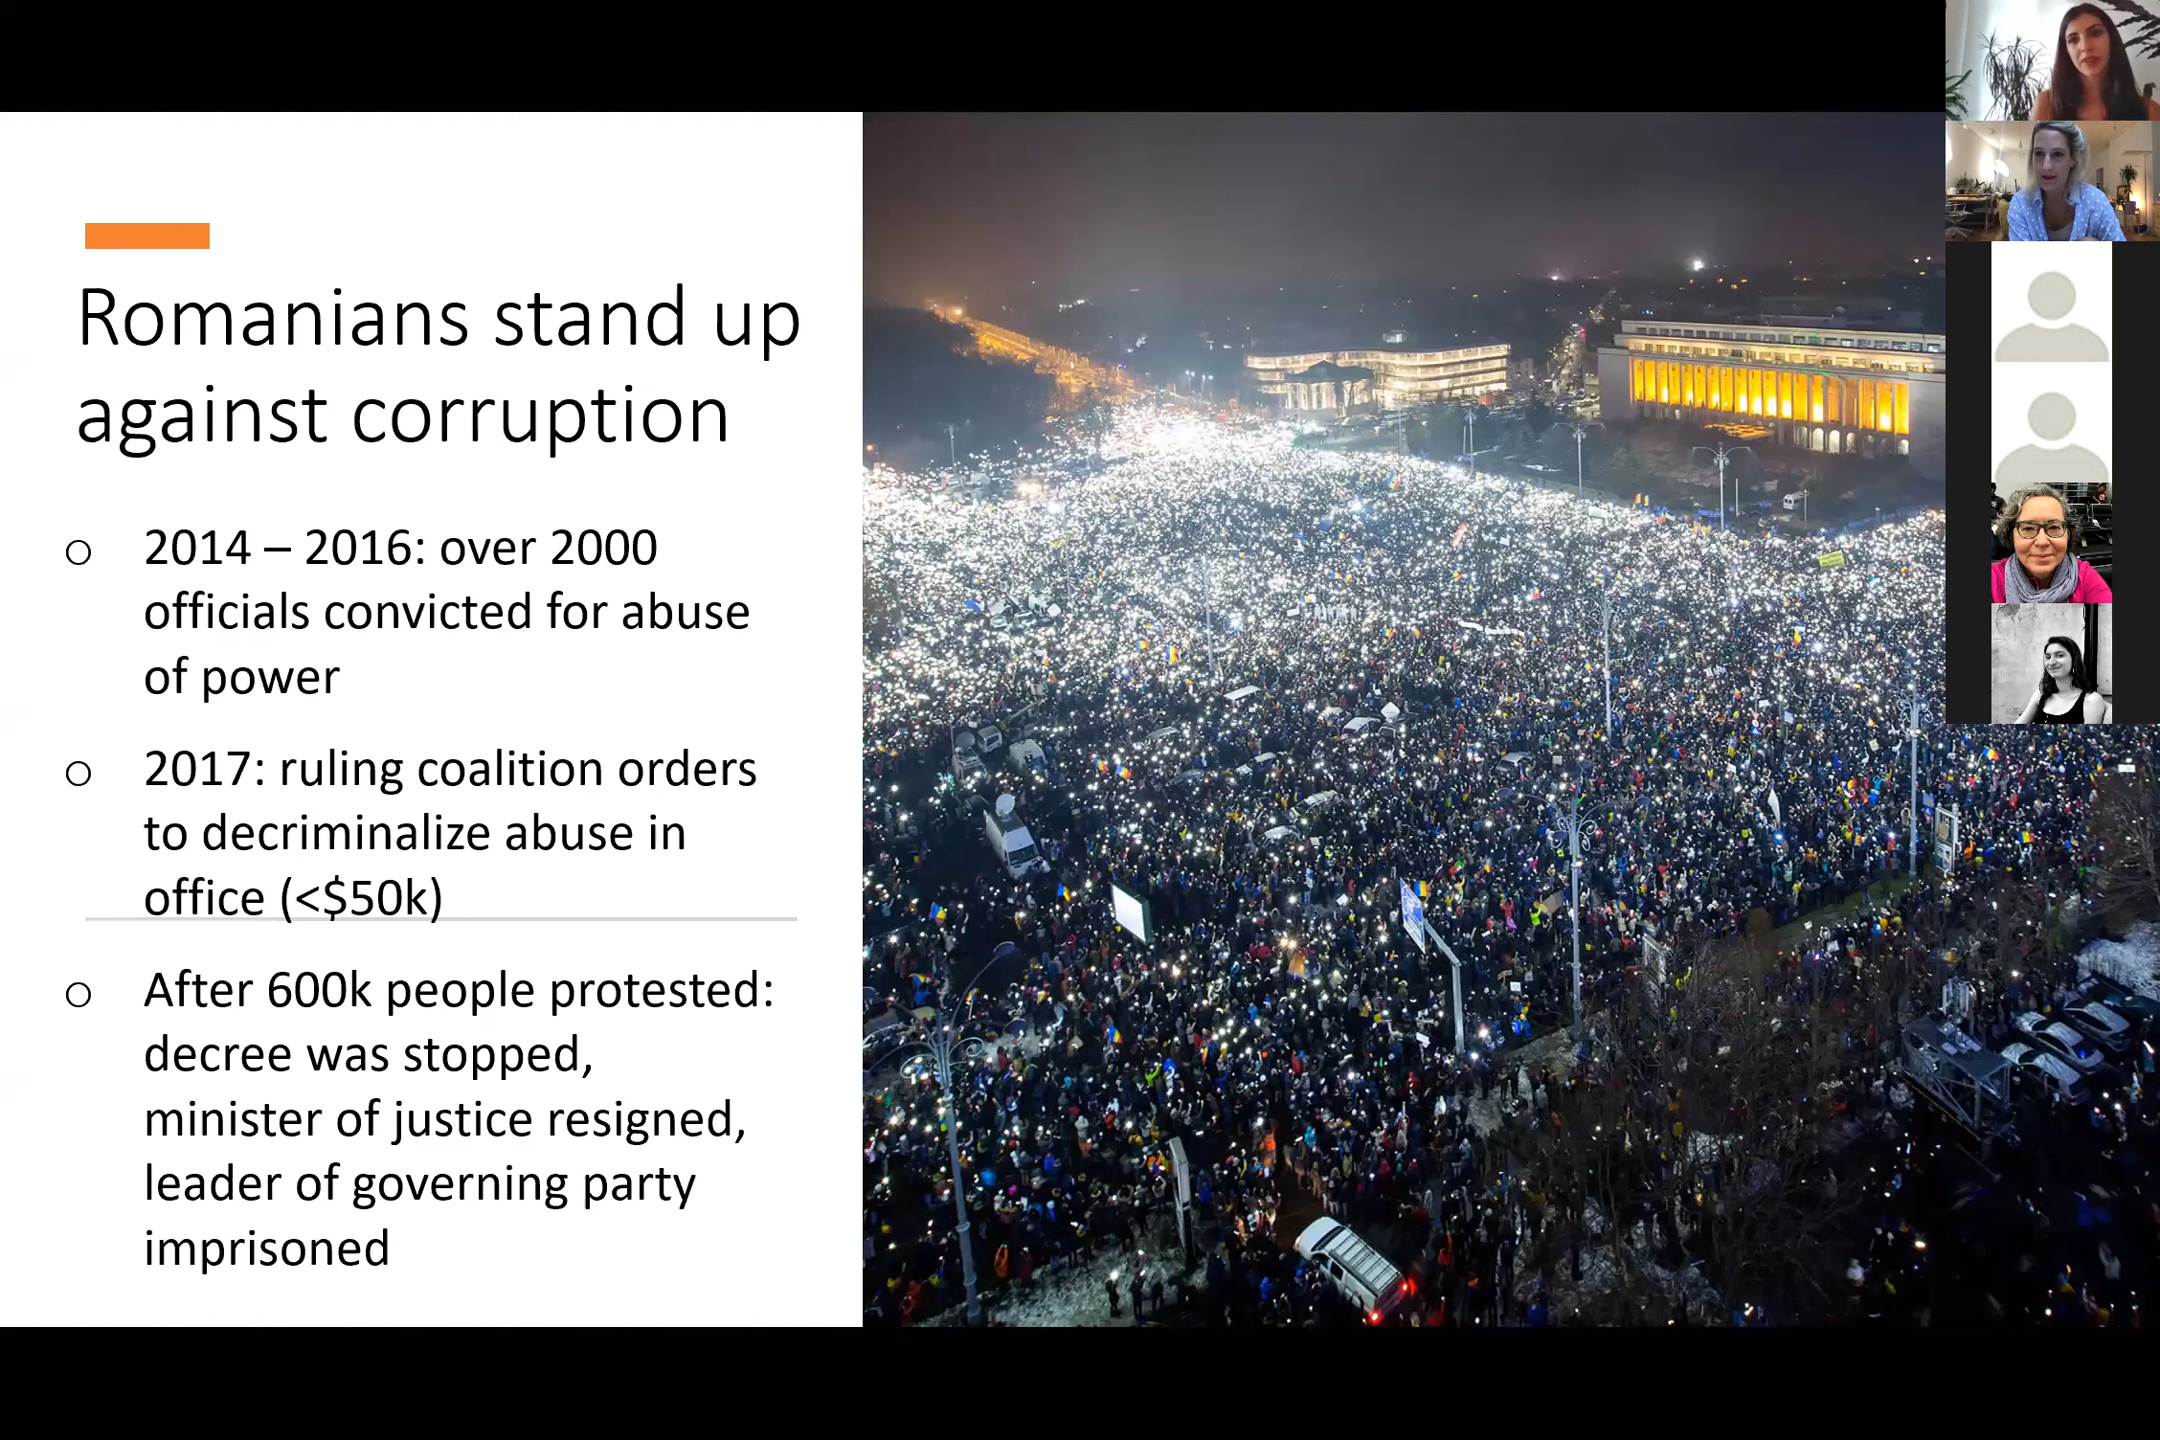 Romanians stand up
against corruption
2014 – 2016: over 2000
officials convicted for abuse
of power
2017: ruling coalition orders
to decriminalize abuse in
office (<$50k)
After 600k people protested:
decree was stopped,
minister of justice resigned,
leader of governing party
imprisoned